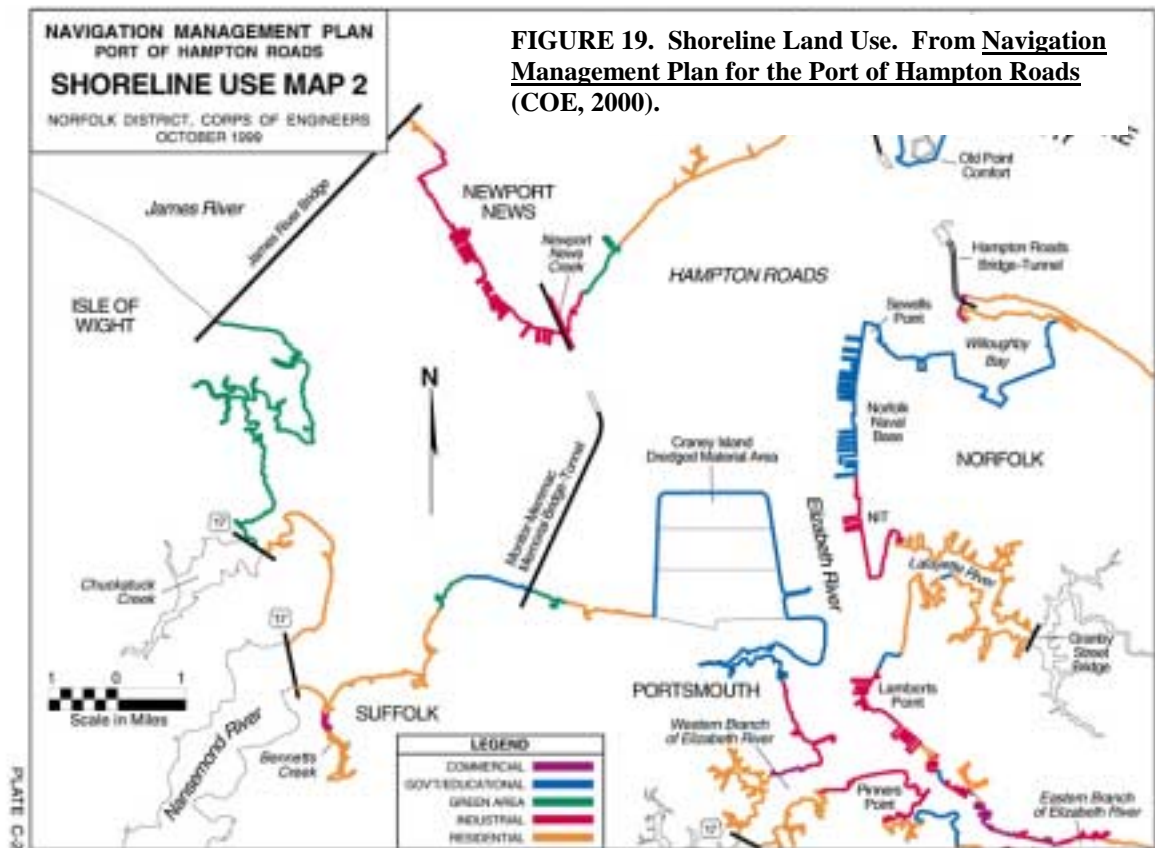 NAVIGATION MANAGEMENT PLAN
PORT OF HAMPTON ROADS
SHORELINE USE MAP 2
NORFOLK DISTRICT, CORPS OF ENGINEERS
OCTOBER 1999
FIGURE 19. Shoreline Land Use. From Navigation
Management Plan for the Port of Hampton Roads
(COE, 2000).
Old Point
Comfort
James River
James River Bridge
NEWPORT
NEWS
Newport
News
Creek
HAMPTON ROADS
Hampton Roads
Bridge-Tunnel
ISLE OF
WIGHT
Sewells
Point
Willoughby
Bay
N
Norfolk
Naval
Base
Craney Island
Dredged Material Area
NORFOLK
Monitor-Merrimac
Memorial Bridge-Tunnel
Elizabeth River
NIT
17
Chuckatuck
Creek
Lafayette River
17
Granby
Street
Bridge
1 0 1
Scale in Miles
PORTSMOUTH
Lamberts
Point
SUFFOLK
Western Branch
of Elizabeth River
Nansemond River
Bennetts
Creek
LEGEND
COMMERCIAL
GOV'T/EDUCATIONAL
GREEN AREA
INDUSTRIAL
RESIDENTIAL
Pinners
Point
Eastern Branch
of Elizabeth River
17